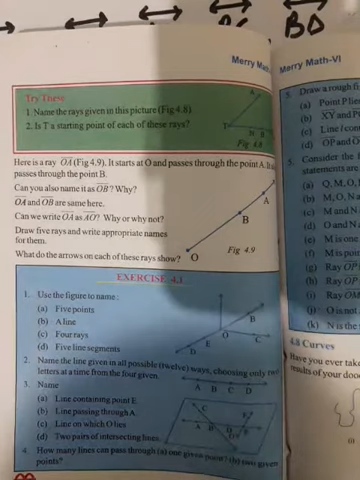 BD
Merry Math
Merry Math-VI
Try These
1. Name the rays given in this picture (Fig 4.8)
2. Is T a starting point of each of these rays?
A
T
N B
Fig 4.8
Here is a ray OA (Fig 4.9). It starts at O and passes through the point A. It
passes through the point B.
Can you also name it as OB? Why?
OA and OB are same here.
Can we write OA as AO? Why or why not?
Draw five rays and write appropriate names
for them.
What do the arrows on each of these rays show?
A
B
O
Fig 4.9
EXERCISE 4.1
1. Use the figure to name :
(a) Five points
(b) A line
(c) Four rays
(d) Five line segments
B
O
C
E
D
2. Name the line given in all possible (twelve) ways, choosing only two
letters at a time from the four given.
A B C D
3. Name
(a) Line containing point E.
(b) Line passing through A.
(c) Line on which O lies
(d) Two pairs of intersecting lines.
4. How many lines can pass through (a) one given point? (b) two given
points?
5. Draw a rough fi
(a) Point P lies
(b) XY and P
(c) Line l con
(d) OP and O
6. Consider the
statements are
(a) Q, M, O,
(b) M, O, N a
(c) M and N
(d) O and N a
(e) M is one
(f) M is poin
(g) Ray OP
(h) Ray OP
(i) Ray OM
(j) O is not
(k) N is the
4.8 Curves
Have you ever take
results of your dood
(i)